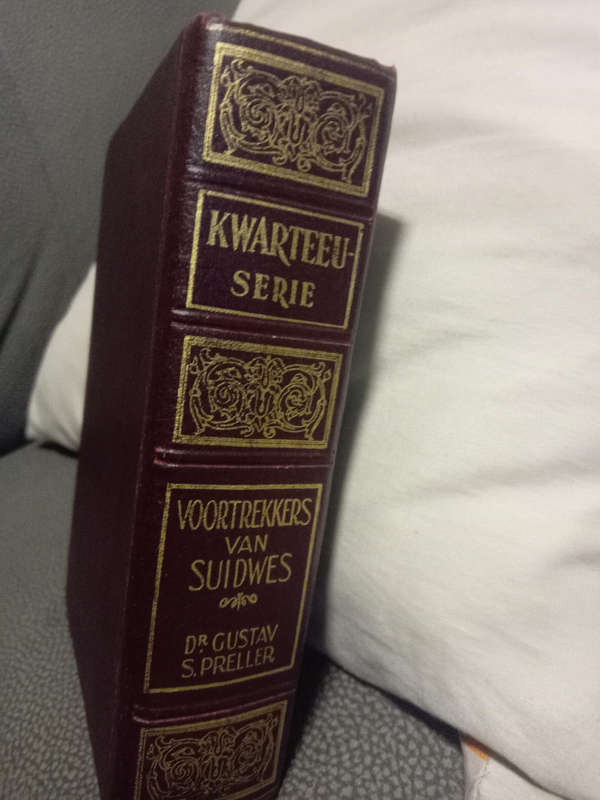 KWARTEEU-
SERIE
VOORTREKKERS
VAN
SUIDWES
DR. GUSTAV
S. PRELLER